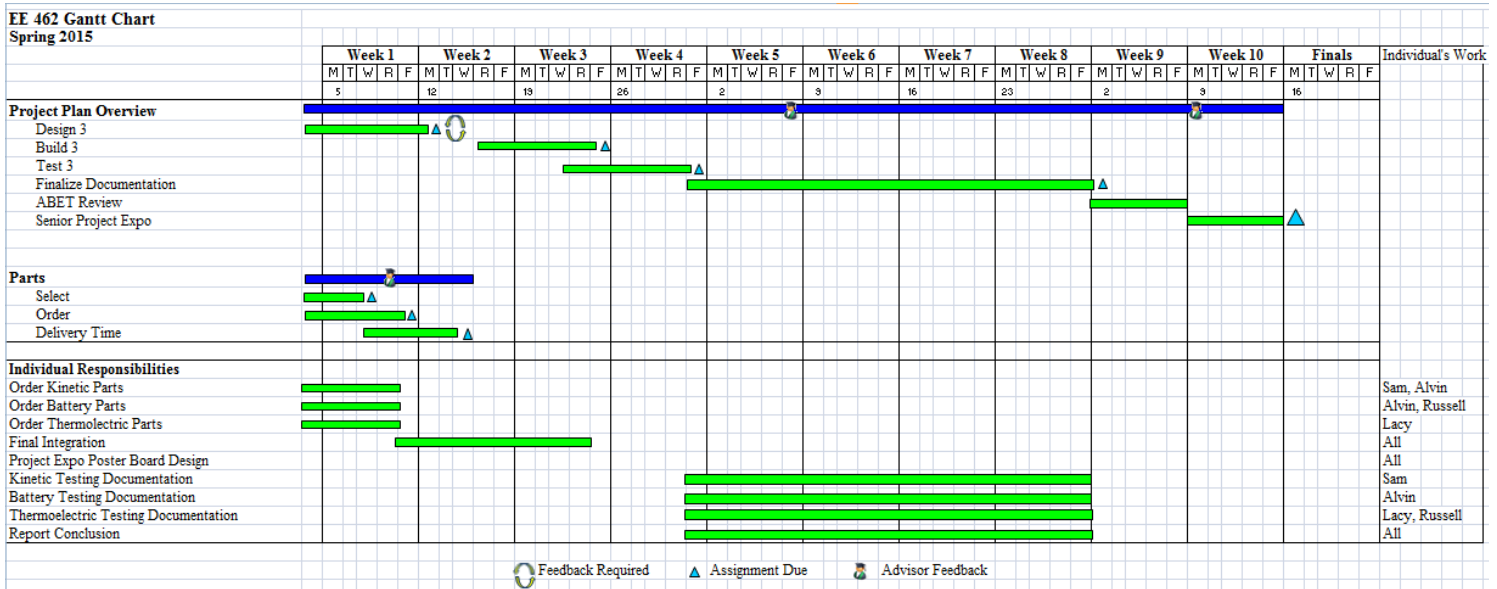 EE 462 Gantt Chart
Spring 2015
Week 1 Week 2 Week 3 Week 4 Week 5 Week 6 Week 7 Week 8 Week 9 Week 10 Finals Individual's Work
M T W R F M T W R F M T W R F M T W R F M T W R F M T W R F M T W R F M T W R F M T W R F M T W R F M T W R F
5 12 19 26 2 9 16 23 2 9 16
Project Plan Overview
Design 3
Build 3
Test 3
Finalize Documentation
ABET Review
Senior Project Expo
Parts
Select
Order
Delivery Time
Individual Responsibilities
Order Kinetic Parts Sam, Alvin
Order Battery Parts Alvin, Russell
Order Thermolectric Parts Lacy
Final Integration All
Project Expo Poster Board Design All
Kinetic Testing Documentation Sam
Battery Testing Documentation Alvin
Thermoelectric Testing Documentation Lacy, Russell
Report Conclusion All
Feedback Required Assignment Due Advisor Feedback